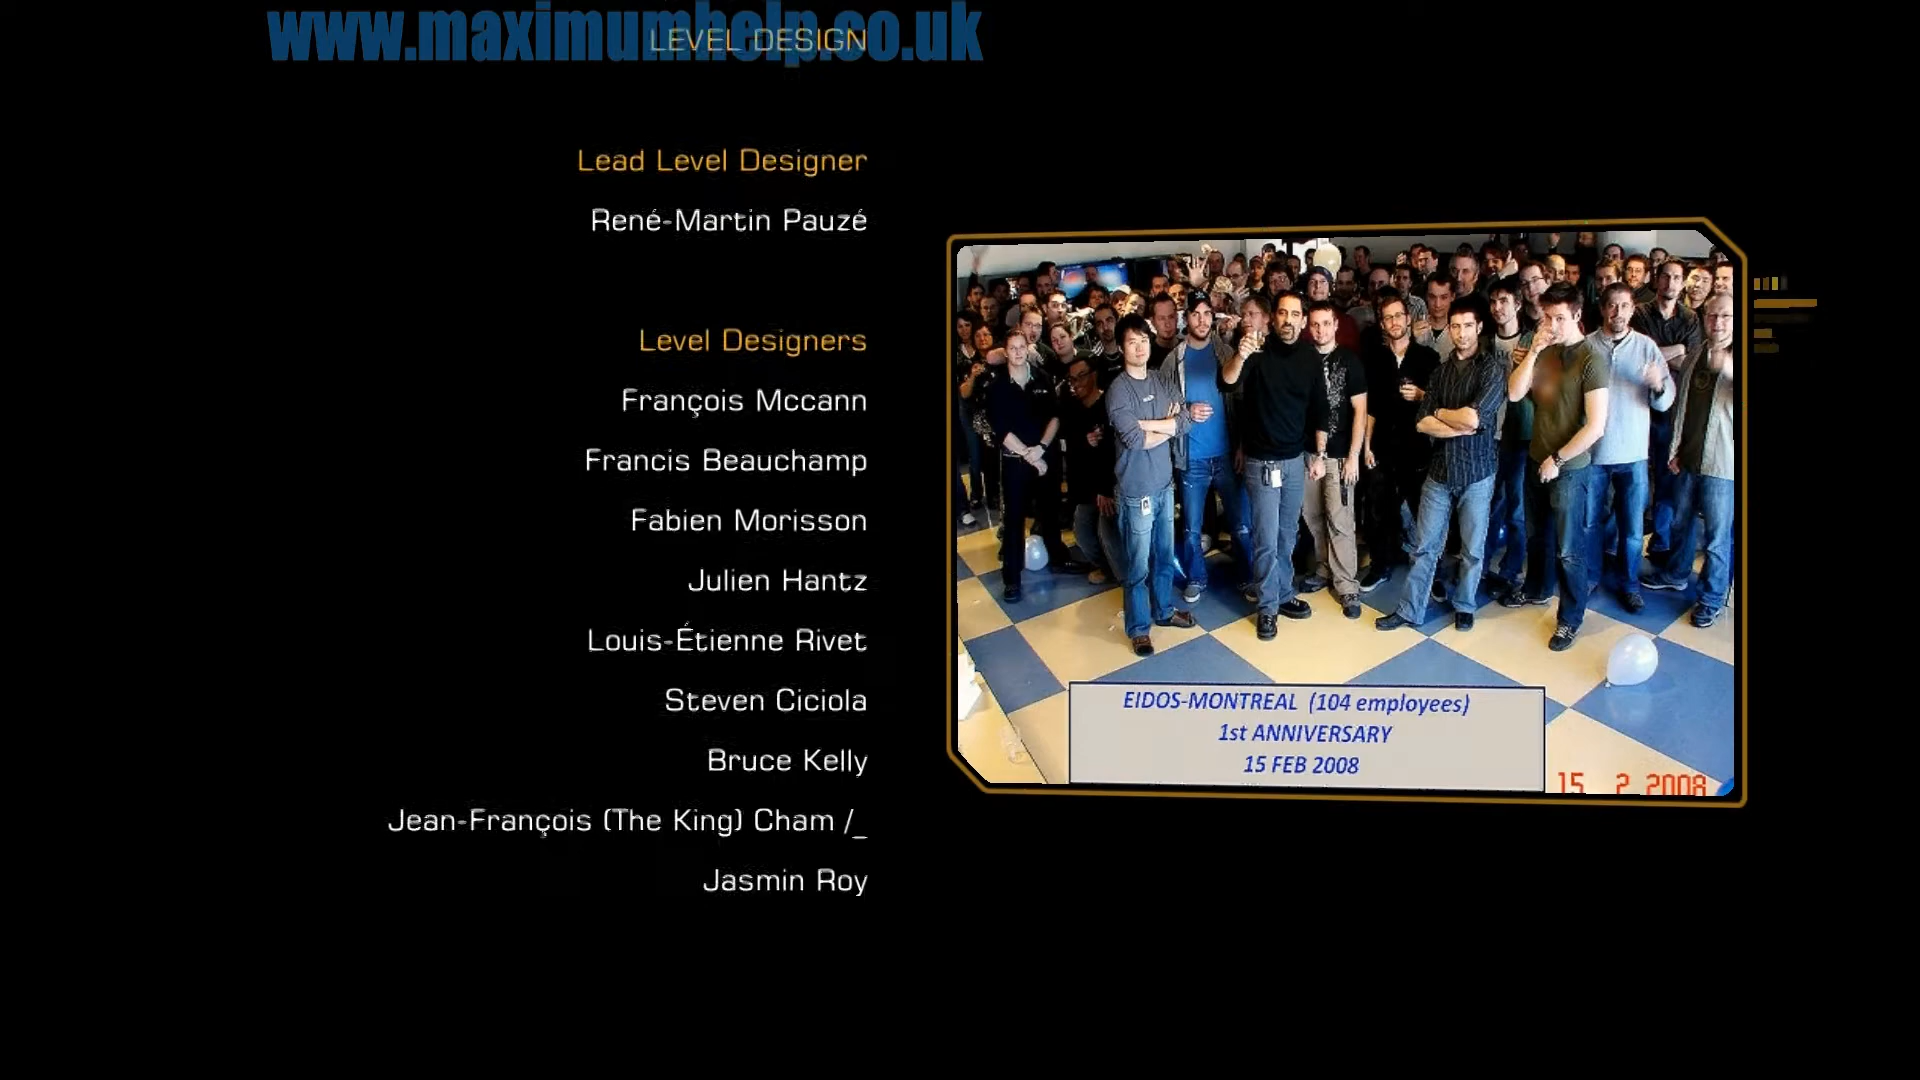 www.maximumhelp.co.uk
LEVEL DESIGN
Lead Level Designer
René-Martin Pauzé
Level Designers
François Mccann
Francis Beauchamp
Fabien Morisson
Julien Hantz
Louis-Étienne Rivet
Steven Ciciola
Bruce Kelly
Jean-François (The King) Cham /_
Jasmin Roy
EIDOS-MONTREAL (104 employees)
1st ANNIVERSARY
15 FEB 2008
15 2 2008